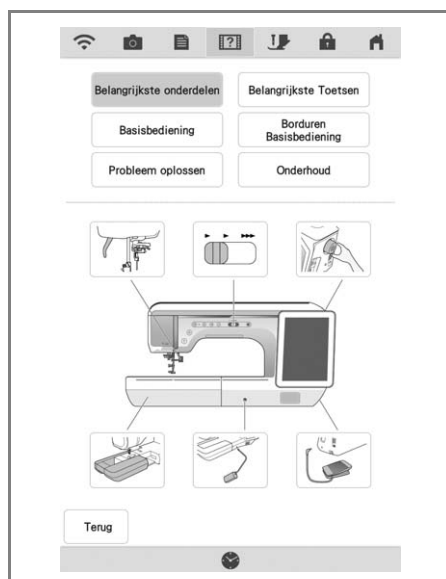 Belangrijkste onderdelen
Belangrijkste Toetsen
Basisbediening
Borduren
Basisbediening
Probleem oplossen
Onderhoud
Terug